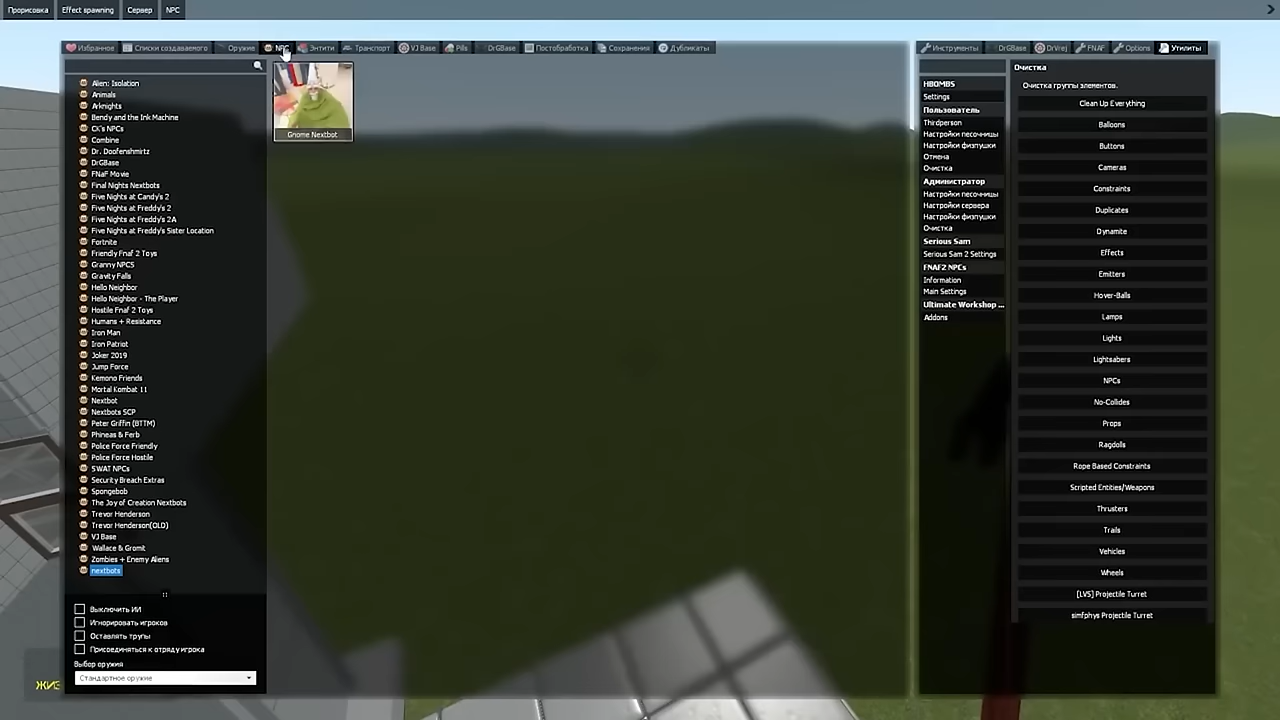 Прорисовка
Effect spawning
Сервер
NPC
Избранное
Списки создаваемого
Оружие
NPC
Энтити
Транспорт
VJ Base
Pills
DrGBase
Постобработка
Сохранения
Дубликаты
Alien: Isolation
Animals
Arknights
Bendy and the Ink Machine
CK's NPCs
Combine
Dr. Doofenshmirtz
DrGBase
FNaF Movie
Final Nights Nextbots
Five Nights at Candy's 2
Five Nights at Freddy's 2
Five Nights at Freddy's 2A
Five Nights at Freddy's Sister Location
Fortnite
Friendly Fnaf 2 Toys
Granny NPCS
Gravity Falls
Hello Neighbor
Hello Neighbor - The Player
Hostile Fnaf 2 Toys
Humans + Resistance
Iron Man
Iron Patriot
Joker 2019
Jump Force
Kemono Friends
Mortal Kombat 11
Nextbot
Nextbots SCP
Peter Griffin (BTTM)
Phineas & Ferb
Police Force Friendly
Police Force Hostile
SWAT NPCs
Security Breach Extras
Spongebob
The Joy of Creation Nextbots
Trevor Henderson
Trevor Henderson(OLD)
VJ Base
Wallace & Gromit
Zombies + Enemy Aliens
nextbots
Выключить ИИ
Игнорировать игроков
Оставлять трупы
Присоединяться к отряду игрока
Выбор оружия
Стандартное оружие
Gnome Nextbot
Инструменты
DrGBase
DrVrej
FNAF
Options
Утилиты
HBOMBS
Settings
Пользователь
Thirdperson
Настройки песочницы
Настройки физпушки
Отмена
Очистка
Администратор
Настройки песочницы
Настройки сервера
Настройки физпушки
Очистка
Serious Sam
Serious Sam 2 Settings
FNAF2 NPCs
Information
Main Settings
Ultimate Workshop ...
Addons
Очистка
Очистка группы элементов.
Clean Up Everything
Balloons
Buttons
Cameras
Constraints
Duplicates
Dynamite
Effects
Emitters
Hover-Balls
Lamps
Lights
Lightsabers
NPCs
No-Collides
Props
Ragdolls
Rope Based Constraints
Scripted Entities/Weapons
Thrusters
Trails
Vehicles
Wheels
[LVS] Projectile Turret
simfphys Projectile Turret
ЖИЗ